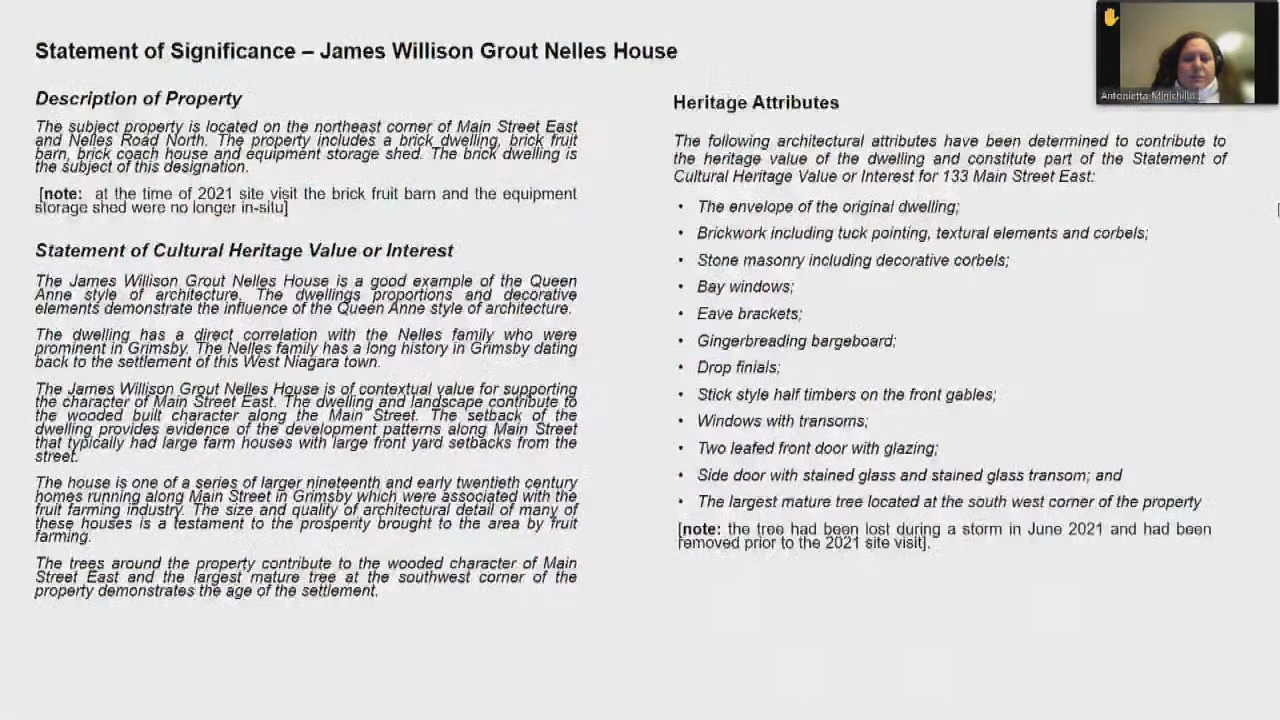 Statement of Significance – James Willison Grout Nelles House
Description of Property
The subject property is located on the northeast corner of Main Street East
and Nelles Road North. The property includes a brick dwelling, brick fruit
barn, brick coach house and equipment storage shed. The brick dwelling is
the subject of this designation.
[note: at the time of 2021 site visit the brick fruit barn and the equipment
storage shed were no longer in-situ]
Statement of Cultural Heritage Value or Interest
The James Willison Grout Nelles House is a good example of the Queen
Anne style of architecture. The dwellings proportions and decorative
elements demonstrate the influence of the Queen Anne style of architecture.
The dwelling has a direct correlation with the Nelles family who were
prominent in Grimsby. The Nelles family has a long history in Grimsby dating
back to the settlement of this West Niagara town.
The James Willison Grout Nelles House is of contextual value for supporting
the character of Main Street East. The dwelling and landscape contribute to
the wooded built character along the Main Street. The setback of the
dwelling provides evidence of the development patterns along Main Street
that typically had large farm houses with large front yard setbacks from the
street.
The house is one of a series of larger nineteenth and early twentieth century
homes running along Main Street in Grimsby which were associated with the
fruit farming industry. The size and quality of architectural detail of many of
these houses is a testament to the prosperity brought to the area by fruit
farming.
The trees around the property contribute to the wooded character of Main
Street East and the largest mature tree at the southwest corner of the
property demonstrates the age of the settlement.
Heritage Attributes
The following architectural attributes have been determined to contribute to
the heritage value of the dwelling and constitute part of the Statement of
Cultural Heritage Value or Interest for 133 Main Street East:
• The envelope of the original dwelling;
• Brickwork including tuck pointing, textural elements and corbels;
• Stone masonry including decorative corbels;
• Bay windows;
• Eave brackets;
• Gingerbreading bargeboard;
• Drop finials;
• Stick style half timbers on the front gables;
• Windows with transoms;
• Two leafed front door with glazing;
• Side door with stained glass and stained glass transom; and
• The largest mature tree located at the south west corner of the property
[note: the tree had been lost during a storm in June 2021 and had been
removed prior to the 2021 site visit].
Antonietta